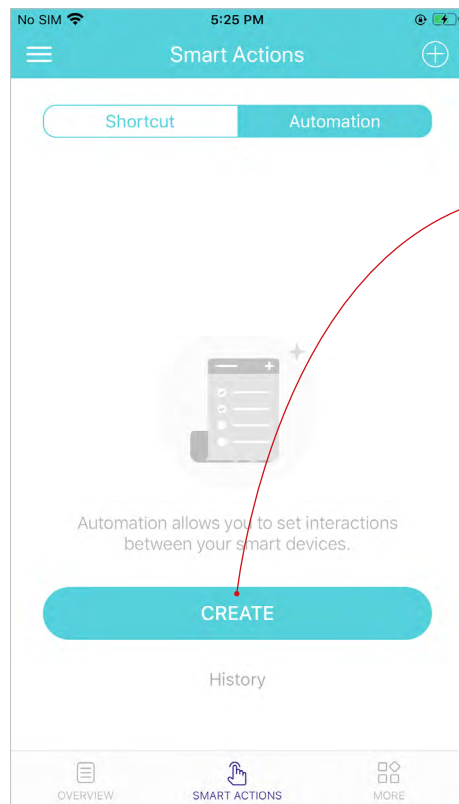 No SIM 5:25 PM
Smart Actions
Shortcut Automation
Automation allows you to set interactions
between your smart devices.
CREATE
History
OVERVIEW SMART ACTIONS MORE